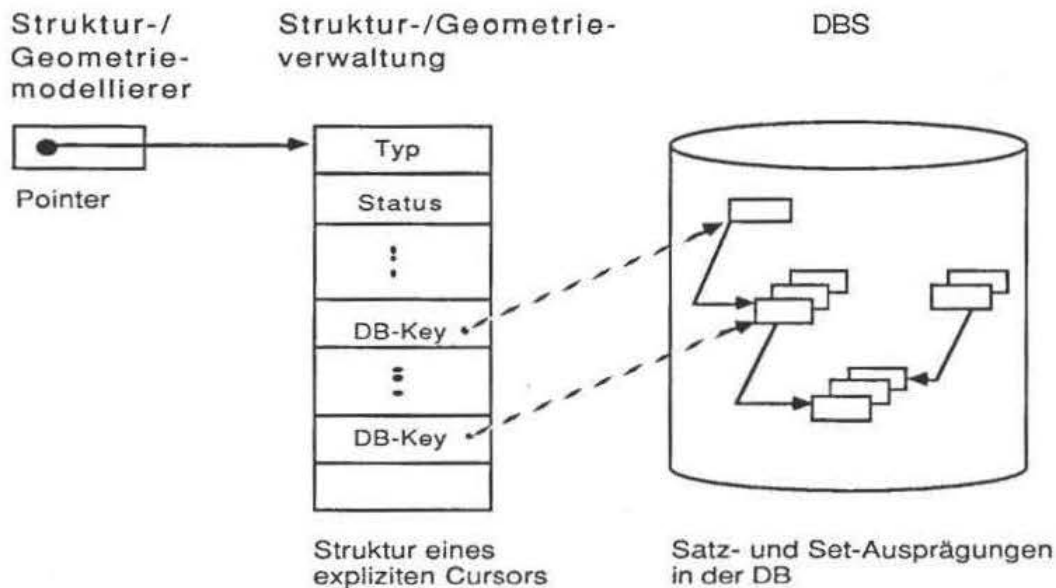 Struktur-/
Geometrie-
modellierer
Struktur-/Geometrie-
verwaltung
DBS
Pointer
Typ
Status
DB-Key
DB-Key
Struktur eines
expliziten Cursors
Satz- und Set-Ausprägungen
in der DB